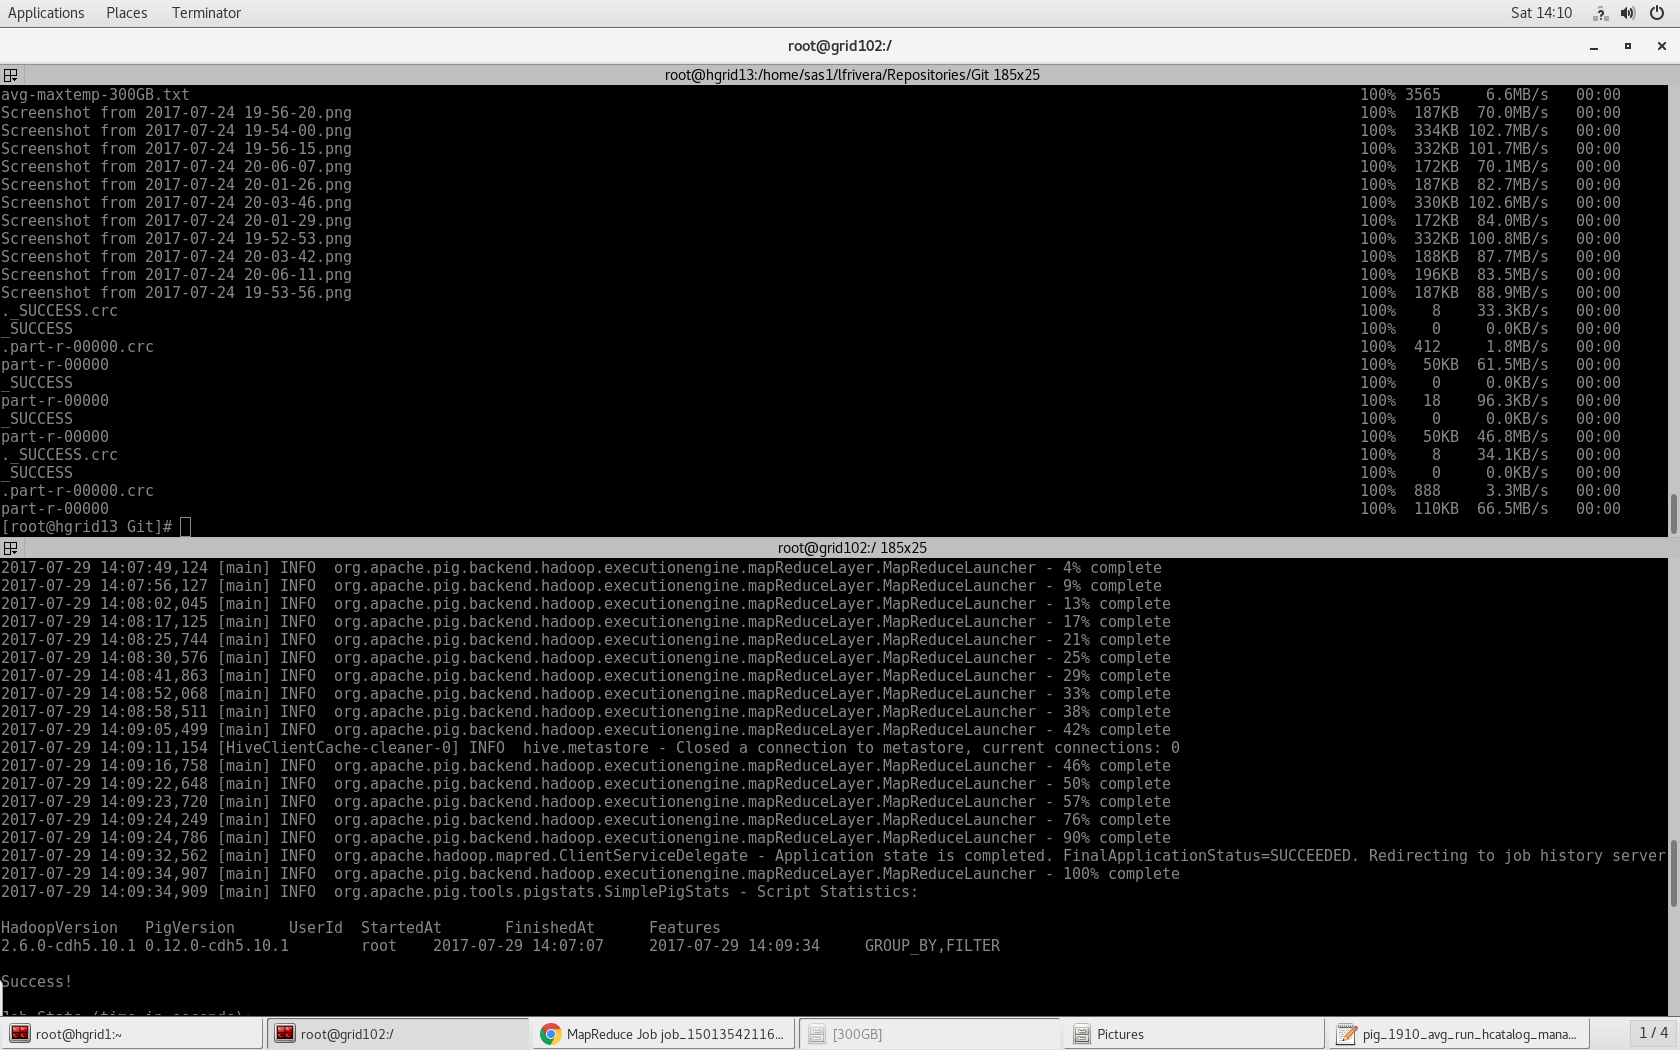 Applications Places Terminator Sat 14:10
root@grid102:/
root@hgrid13:/home/sas1/lfrivera/Repositories/Git 185x25
avg-maxtemp-300GB.txt 100% 3565 6.6MB/s 00:00
Screenshot from 2017-07-24 19-56-20.png 100% 187KB 70.0MB/s 00:00
Screenshot from 2017-07-24 19-54-00.png 100% 334KB 102.7MB/s 00:00
Screenshot from 2017-07-24 19-56-15.png 100% 332KB 101.7MB/s 00:00
Screenshot from 2017-07-24 20-06-07.png 100% 172KB 70.1MB/s 00:00
Screenshot from 2017-07-24 20-01-26.png 100% 187KB 82.7MB/s 00:00
Screenshot from 2017-07-24 20-03-46.png 100% 330KB 102.6MB/s 00:00
Screenshot from 2017-07-24 20-01-29.png 100% 172KB 84.0MB/s 00:00
Screenshot from 2017-07-24 19-52-53.png 100% 332KB 100.8MB/s 00:00
Screenshot from 2017-07-24 20-03-42.png 100% 188KB 87.7MB/s 00:00
Screenshot from 2017-07-24 20-06-11.png 100% 196KB 83.5MB/s 00:00
Screenshot from 2017-07-24 19-53-56.png 100% 187KB 88.9MB/s 00:00
._SUCCESS.crc 100% 8 33.3KB/s 00:00
_SUCCESS 100% 0 0.0KB/s 00:00
.part-r-00000.crc 100% 412 1.8MB/s 00:00
part-r-00000 100% 50KB 61.5MB/s 00:00
_SUCCESS 100% 0 0.0KB/s 00:00
part-r-00000 100% 18 96.3KB/s 00:00
_SUCCESS 100% 0 0.0KB/s 00:00
part-r-00000 100% 50KB 46.8MB/s 00:00
._SUCCESS.crc 100% 8 34.1KB/s 00:00
_SUCCESS 100% 0 0.0KB/s 00:00
.part-r-00000.crc 100% 888 3.3MB/s 00:00
part-r-00000 100% 110KB 66.5MB/s 00:00
[root@hgrid13 Git]#
root@grid102:/ 185x25
2017-07-29 14:07:49,124 [main] INFO org.apache.pig.backend.hadoop.executionengine.mapReduceLayer.MapReduceLauncher - 4% complete
2017-07-29 14:07:56,127 [main] INFO org.apache.pig.backend.hadoop.executionengine.mapReduceLayer.MapReduceLauncher - 9% complete
2017-07-29 14:08:02,045 [main] INFO org.apache.pig.backend.hadoop.executionengine.mapReduceLayer.MapReduceLauncher - 13% complete
2017-07-29 14:08:17,125 [main] INFO org.apache.pig.backend.hadoop.executionengine.mapReduceLayer.MapReduceLauncher - 17% complete
2017-07-29 14:08:25,744 [main] INFO org.apache.pig.backend.hadoop.executionengine.mapReduceLayer.MapReduceLauncher - 21% complete
2017-07-29 14:08:30,576 [main] INFO org.apache.pig.backend.hadoop.executionengine.mapReduceLayer.MapReduceLauncher - 25% complete
2017-07-29 14:08:41,863 [main] INFO org.apache.pig.backend.hadoop.executionengine.mapReduceLayer.MapReduceLauncher - 29% complete
2017-07-29 14:08:52,068 [main] INFO org.apache.pig.backend.hadoop.executionengine.mapReduceLayer.MapReduceLauncher - 33% complete
2017-07-29 14:08:58,511 [main] INFO org.apache.pig.backend.hadoop.executionengine.mapReduceLayer.MapReduceLauncher - 38% complete
2017-07-29 14:09:05,499 [main] INFO org.apache.pig.backend.hadoop.executionengine.mapReduceLayer.MapReduceLauncher - 42% complete
2017-07-29 14:09:11,154 [HiveClientCache-cleaner-0] INFO hive.metastore - Closed a connection to metastore, current connections: 0
2017-07-29 14:09:16,758 [main] INFO org.apache.pig.backend.hadoop.executionengine.mapReduceLayer.MapReduceLauncher - 46% complete
2017-07-29 14:09:22,648 [main] INFO org.apache.pig.backend.hadoop.executionengine.mapReduceLayer.MapReduceLauncher - 50% complete
2017-07-29 14:09:23,720 [main] INFO org.apache.pig.backend.hadoop.executionengine.mapReduceLayer.MapReduceLauncher - 57% complete
2017-07-29 14:09:24,249 [main] INFO org.apache.pig.backend.hadoop.executionengine.mapReduceLayer.MapReduceLauncher - 76% complete
2017-07-29 14:09:24,786 [main] INFO org.apache.pig.backend.hadoop.executionengine.mapReduceLayer.MapReduceLauncher - 90% complete
2017-07-29 14:09:32,562 [main] INFO org.apache.hadoop.mapred.ClientServiceDelegate - Application state is completed. FinalApplicationStatus=SUCCEEDED. Redirecting to job history server
2017-07-29 14:09:34,907 [main] INFO org.apache.pig.backend.hadoop.executionengine.mapReduceLayer.MapReduceLauncher - 100% complete
2017-07-29 14:09:34,909 [main] INFO org.apache.pig.tools.pigstats.SimplePigStats - Script Statistics:
HadoopVersion PigVersion UserId StartedAt FinishedAt Features
2.6.0-cdh5.10.1 0.12.0-cdh5.10.1 root 2017-07-29 14:07:07 2017-07-29 14:09:34 GROUP_BY,FILTER
Success!
Job Stats (time in seconds):
root@hgrid1:~ root@grid102:/ MapReduce Job job_15013542116... [300GB] Pictures pig_1910_avg_run_hcatalog_mana... 1 / 4